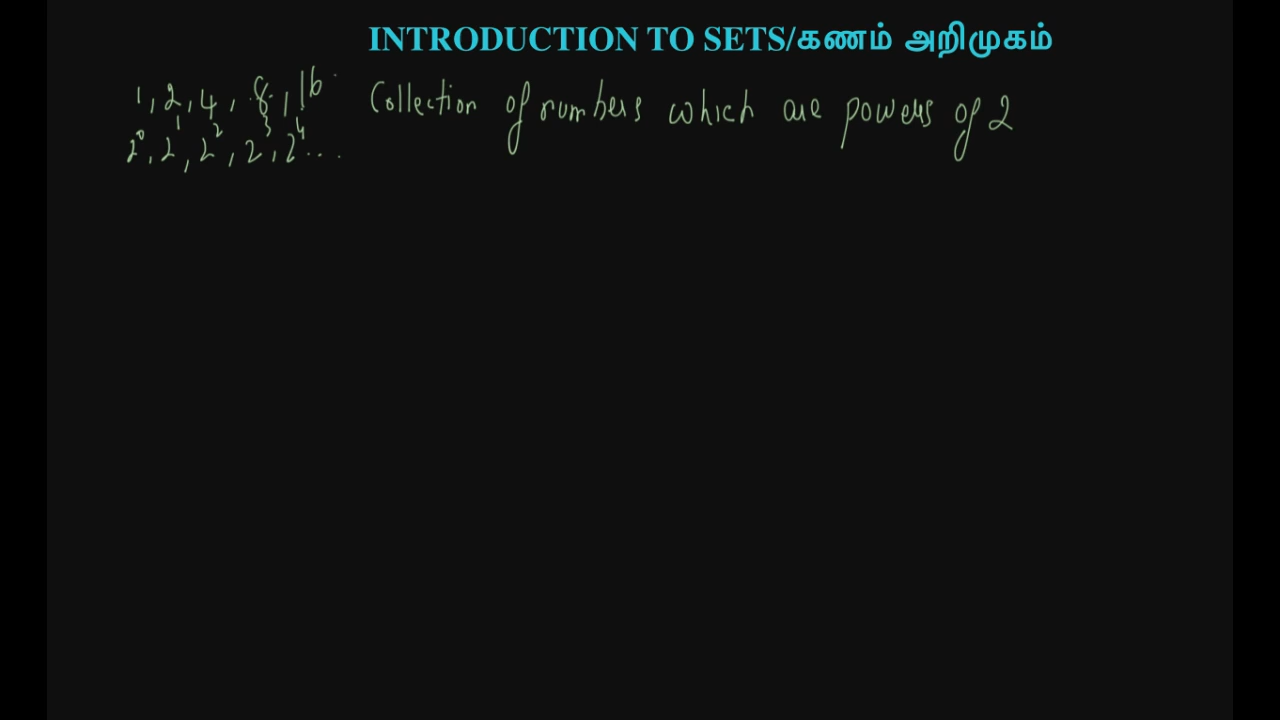 INTRODUCTION TO SETS/கணம் அறிமுகம்
1, 2, 4, 8, 16 Collection of numbers which are powers of 2
2⁰, 2¹, 2², 2³, 2⁴...